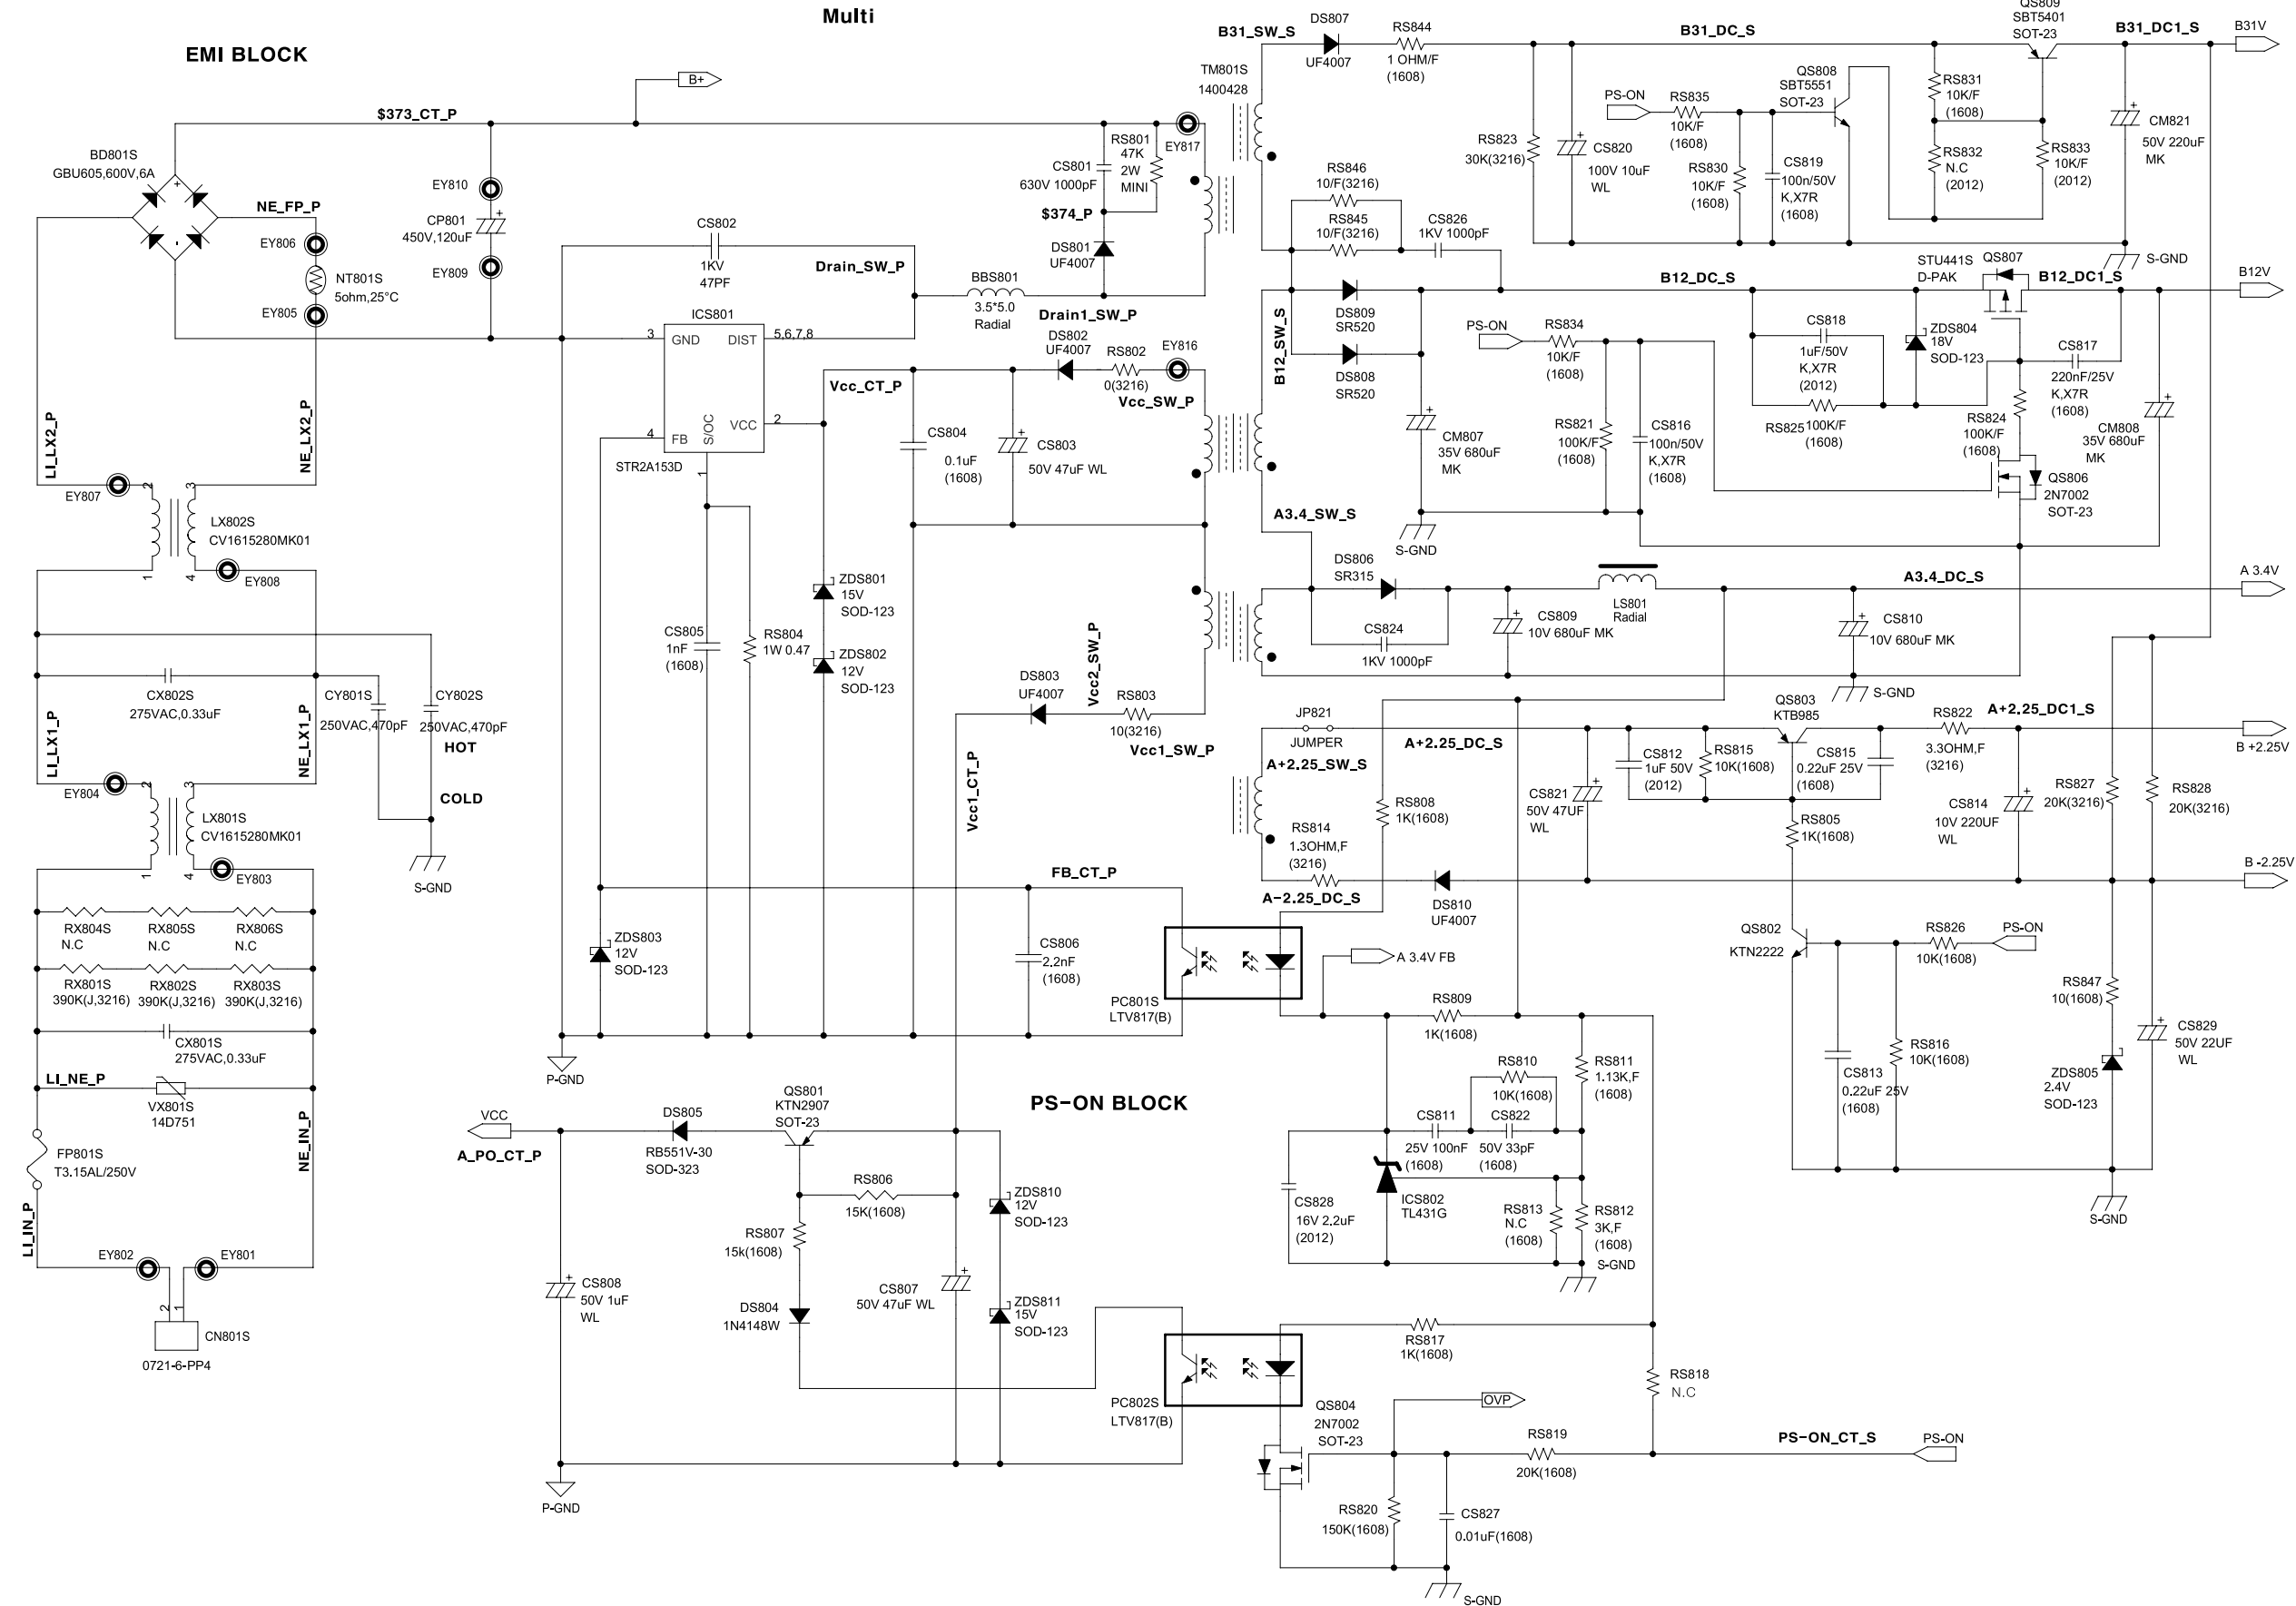 Multi
EMI BLOCK
B+
$373_CT_P
BD801S
GBU605,600V,6A
+
-
NE_FP_P
EY806
NT801S
5ohm,25°C
EY805
EY810
+
CP801
450V,120uF
EY809
LI_LX2_P
NE_LX2_P
EY807
2
3
LX802S
CV1615280MK01
1
4
EY808
CX802S
275VAC,0.33uF
CY801S
250VAC,470pF
CY802S
250VAC,470pF
HOT
COLD
S-GND
LI_LX1_P
NE_LX1_P
EY804
2
3
LX801S
CV1615280MK01
1
4
EY803
RX804S
N.C
RX805S
N.C
RX806S
N.C
RX801S
390K(J,3216)
RX802S
390K(J,3216)
RX803S
390K(J,3216)
CX801S
275VAC,0.33uF
LI_NE_P
VX801S
14D751
NE_IN_P
FP801S
T3.15AL/250V
LI_IN_P
EY802
EY801
2
1
CN801S
0721-6-PP4
CS802
1KV
47PF
Drain_SW_P
BBS801
3.5*5.0
Radial
Drain1_SW_P
CS801
630V 1000pF
RS801
47K
2W
MINI
$374_P
DS801
UF4007
EY817
ICS801
3
GND
DIST
5,6,7,8
2
VCC
4
FB
S/OC
1
STR2A153D
Vcc_CT_P
DS802
UF4007
RS802
0(3216)
EY816
Vcc_SW_P
CS804
0.1uF
(1608)
+
CS803
50V 47uF WL
ZDS801
15V
SOD-123
ZDS802
12V
SOD-123
CS805
1nF
(1608)
RS804
1W 0.47
DS803
UF4007
Vcc2_SW_P
RS803
10(3216)
Vcc1_SW_P
Vcc1_CT_P
FB_CT_P
ZDS803
12V
SOD-123
CS806
2.2nF
(1608)
PC801S
LTV817(B)
P-GND
PS-ON BLOCK
VCC
A_PO_CT_P
DS805
RB551V-30
SOD-323
QS801
KTN2907
SOT-23
RS806
15K(1608)
RS807
15k(1608)
DS804
1N4148W
+
CS808
50V 1uF
WL
+
CS807
50V 47uF WL
ZDS810
12V
SOD-123
ZDS811
15V
SOD-123
P-GND
PC802S
LTV817(B)
TM801S
1400428
B31_SW_S
DS807
UF4007
RS844
1 OHM/F
(1608)
B31_DC_S
RS823
30K(3216)
+
CS820
100V 10uF
WL
PS-ON
RS835
10K/F
(1608)
RS830
10K/F
(1608)
CS819
100n/50V
K,X7R
(1608)
QS808
SBT5551
SOT-23
RS831
10K/F
(1608)
RS832
N.C
(2012)
RS833
10K/F
(2012)
QS809
SBT5401
SOT-23
B31_DC1_S
B31V
+
CM821
50V 220uF
MK
S-GND
RS846
10/F(3216)
RS845
10/F(3216)
CS826
1KV 1000pF
B12_SW_S
DS809
SR520
DS808
SR520
+
CM807
35V 680uF
MK
S-GND
B12_DC_S
PS-ON
RS834
10K/F
(1608)
RS821
100K/F
(1608)
CS816
100n/50V
K,X7R
(1608)
CS818
1uF/50V
K,X7R
(2012)
RS825
100K/F
(1608)
ZDS804
18V
SOD-123
STU441S
D-PAK
QS807
B12_DC1_S
B12V
CS817
220nF/25V
K,X7R
(1608)
RS824
100K/F
(1608)
QS806
2N7002
SOT-23
+
CM808
35V 680uF
MK
A3.4_SW_S
DS806
SR315
CS824
1KV 1000pF
+
CS809
10V 680uF MK
LS801
Radial
A3.4_DC_S
+
CS810
10V 680uF MK
S-GND
A 3.4V
JP821
JUMPER
A+2.25_SW_S
A+2.25_DC_S
RS808
1K(1608)
RS814
1.3OHM,F
(3216)
A-2.25_DC_S
DS810
UF4007
CS821
50V 47UF
WL
+
CS812
1uF 50V
(2012)
RS815
10K(1608)
QS803
KTB985
CS815
0.22uF 25V
(1608)
RS805
1K(1608)
RS822
3.3OHM,F
(3216)
A+2.25_DC1_S
B +2.25V
+
CS814
10V 220UF
WL
RS827
20K(3216)
RS828
20K(3216)
B -2.25V
QS802
KTN2222
RS826
10K(1608)
PS-ON
CS813
0.22uF 25V
(1608)
RS816
10K(1608)
RS847
10(1608)
ZDS805
2.4V
SOD-123
+
CS829
50V 22UF
WL
S-GND
A 3.4V FB
RS809
1K(1608)
RS810
10K(1608)
RS811
1.13K,F
(1608)
CS811
25V 100nF
(1608)
CS822
50V 33pF
(1608)
CS828
16V 2.2uF
(2012)
ICS802
TL431G
RS813
N.C
(1608)
RS812
3K,F
(1608)
S-GND
RS817
1K(1608)
RS818
N.C
OVP
QS804
2N7002
SOT-23
RS819
20K(1608)
PS-ON_CT_S
PS-ON
RS820
150K(1608)
CS827
0.01uF(1608)
S-GND